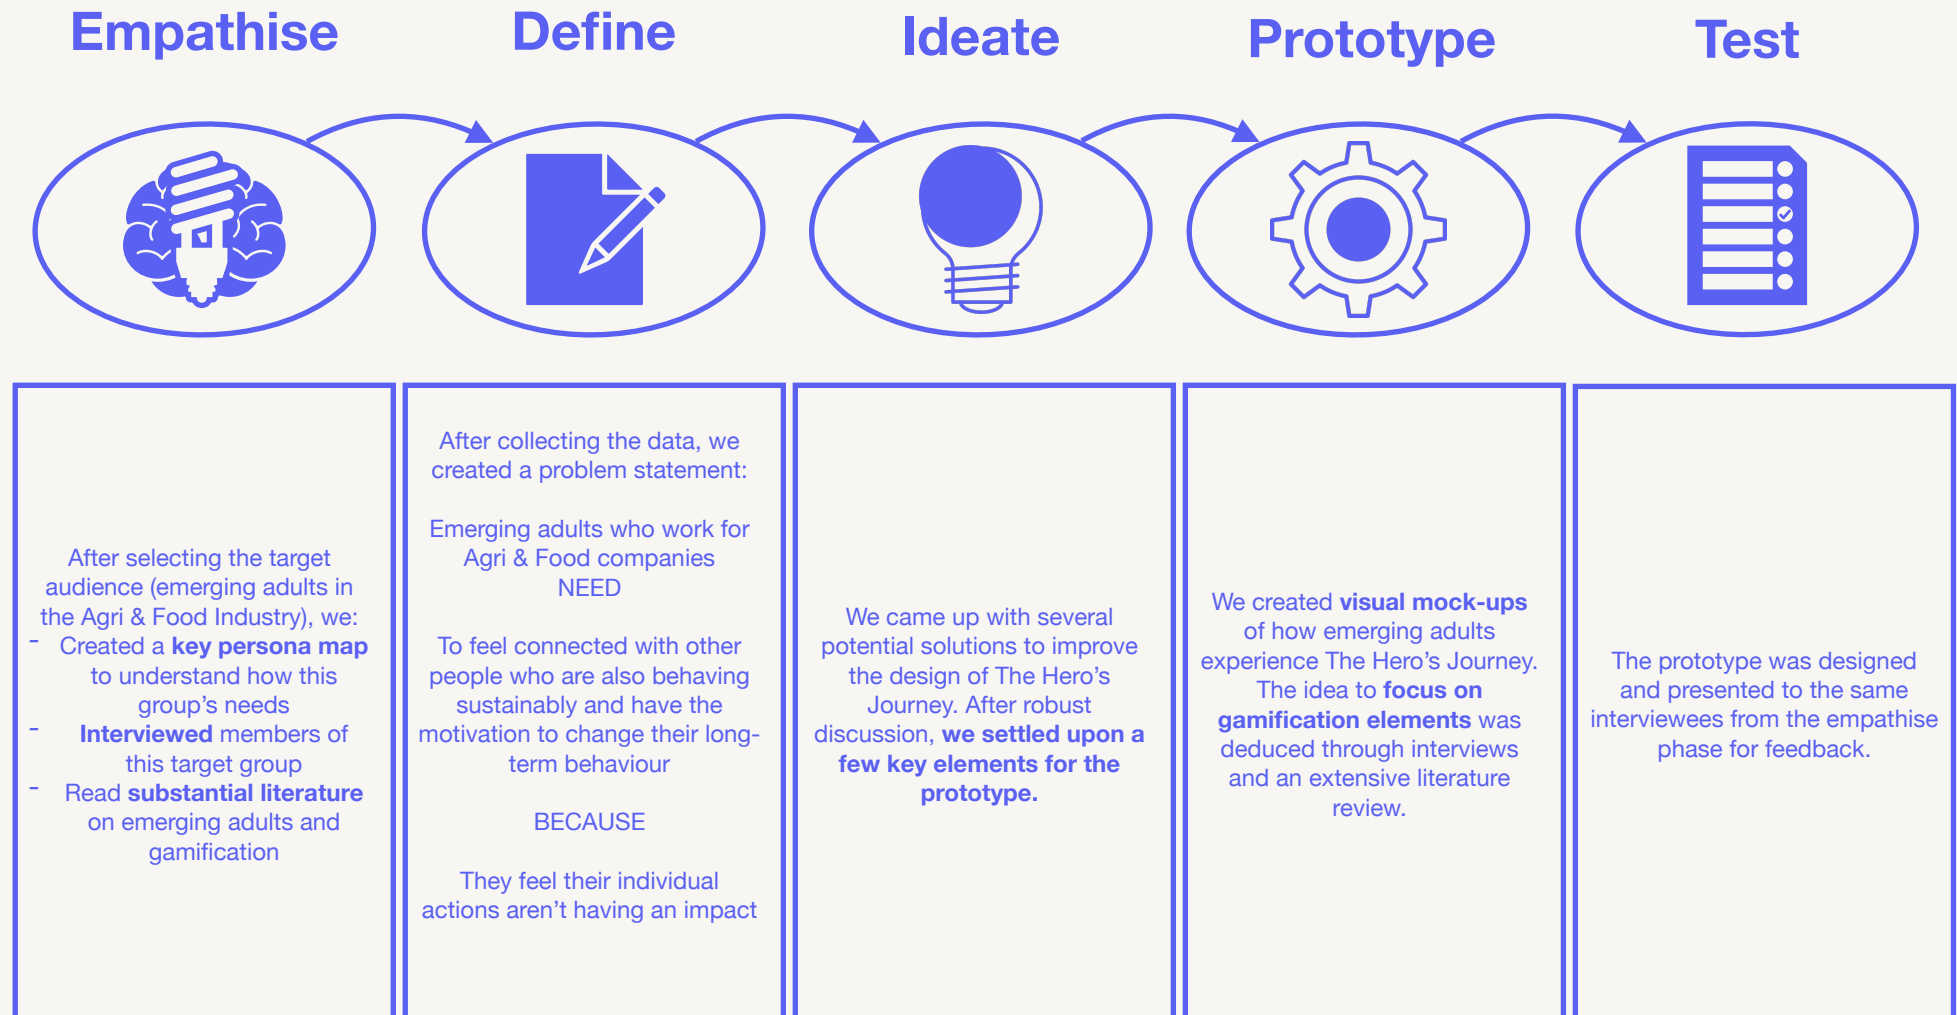 Empathise
Define
Ideate
Prototype
Test
After selecting the target
audience (emerging adults in
the Agri & Food Industry), we:
- Created a key persona map
to understand how this
group's needs
- Interviewed members of
this target group
- Read substantial literature
on emerging adults and
gamification
After collecting the data, we
created a problem statement:
Emerging adults who work for
Agri & Food companies
NEED
To feel connected with other
people who are also behaving
sustainably and have the
motivation to change their long-
term behaviour
BECAUSE
They feel their individual
actions aren't having an impact
We came up with several
potential solutions to improve
the design of The Hero's
Journey. After robust
discussion, we settled upon a
few key elements for the
prototype.
We created visual mock-ups
of how emerging adults
experience The Hero's Journey.
The idea to focus on
gamification elements was
deduced through interviews
and an extensive literature
review.
The prototype was designed
and presented to the same
interviewees from the empathise
phase for feedback.